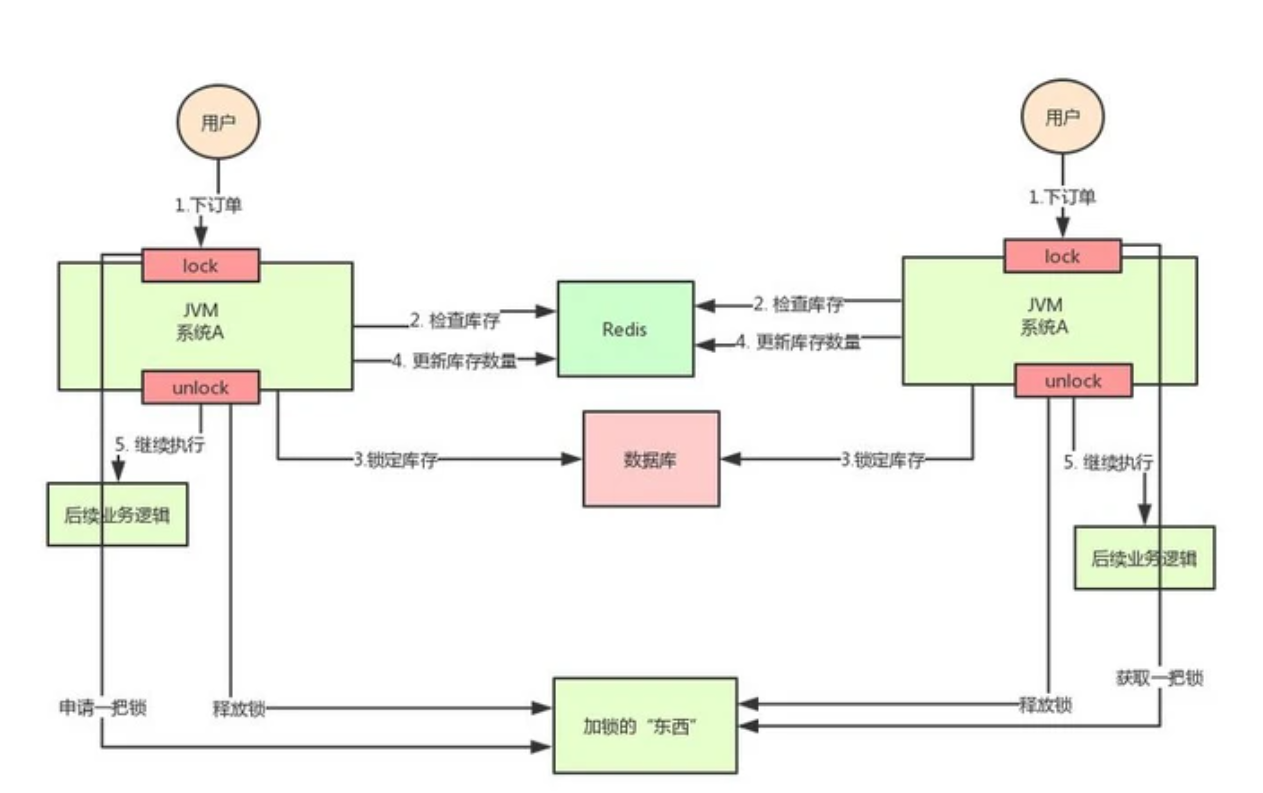 用户
用户
1.下订单
1.下订单
lock
lock
JVM
系统A
JVM
系统A
2. 检查库存
2. 检查库存
Redis
4. 更新库存数量
4. 更新库存数量
unlock
unlock
5. 继续执行
3.锁定库存
数据库
3.锁定库存
5. 继续执行
后续业务逻辑
后续业务逻辑
申请一把锁
释放锁
加锁的“东西”
释放锁
获取一把锁